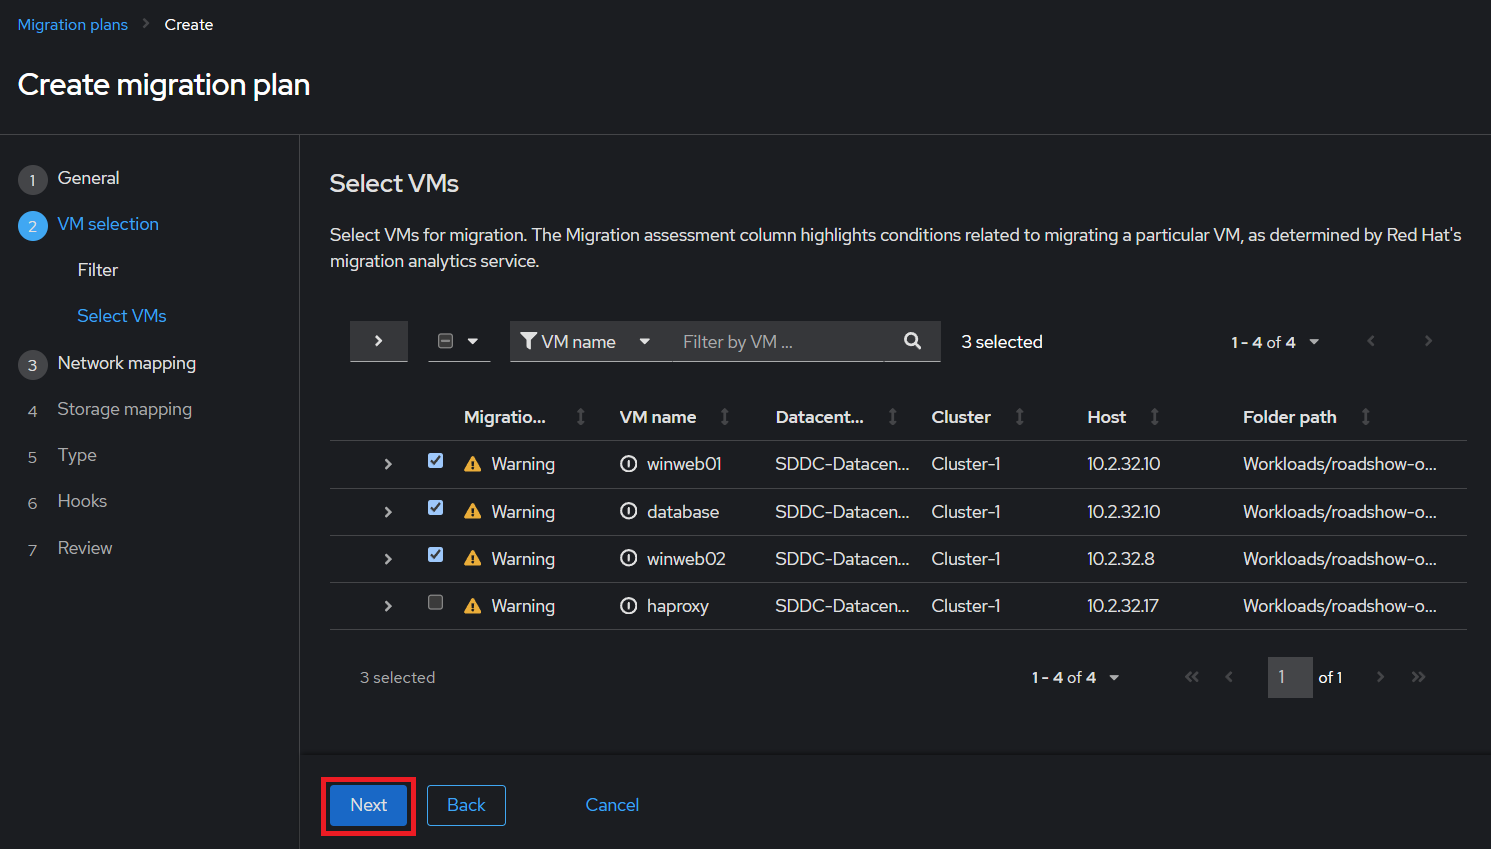 Migration plans > Create
Create migration plan
1 General
2 VM selection
Filter
Select VMs
3 Network mapping
4 Storage mapping
5 Type
6 Hooks
7 Review
Select VMs
Select VMs for migration. The Migration assessment column highlights conditions related to migrating a particular VM, as determined by Red Hat's
migration analytics service.
VM name Filter by VM ... 3 selected 1 - 4 of 4
Migratio... VM name Datacent... Cluster Host Folder path
Warning winweb01 SDDC-Datacen... Cluster-1 10.2.32.10 Workloads/roadshow-o...
Warning database SDDC-Datacen... Cluster-1 10.2.32.10 Workloads/roadshow-o...
Warning winweb02 SDDC-Datacen... Cluster-1 10.2.32.8 Workloads/roadshow-o...
Warning haproxy SDDC-Datacen... Cluster-1 10.2.32.17 Workloads/roadshow-o...
3 selected 1 - 4 of 4 1 of 1
Next Back Cancel